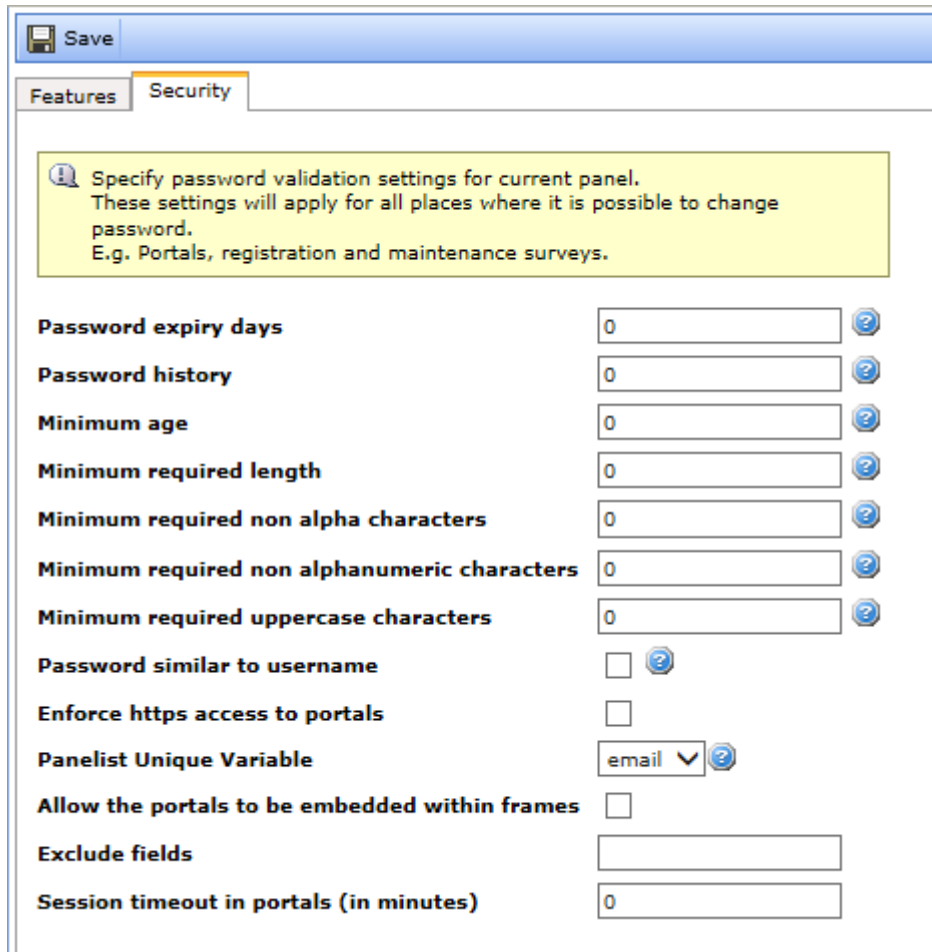 Save
Features Security
Specify password validation settings for current panel.
These settings will apply for all places where it is possible to change
password.
E.g. Portals, registration and maintenance surveys.
Password expiry days 0
Password history 0
Minimum age 0
Minimum required length 0
Minimum required non alpha characters 0
Minimum required non alphanumeric characters 0
Minimum required uppercase characters 0
Password similar to username
Enforce https access to portals
Panelist Unique Variable email
Allow the portals to be embedded within frames
Exclude fields
Session timeout in portals (in minutes) 0